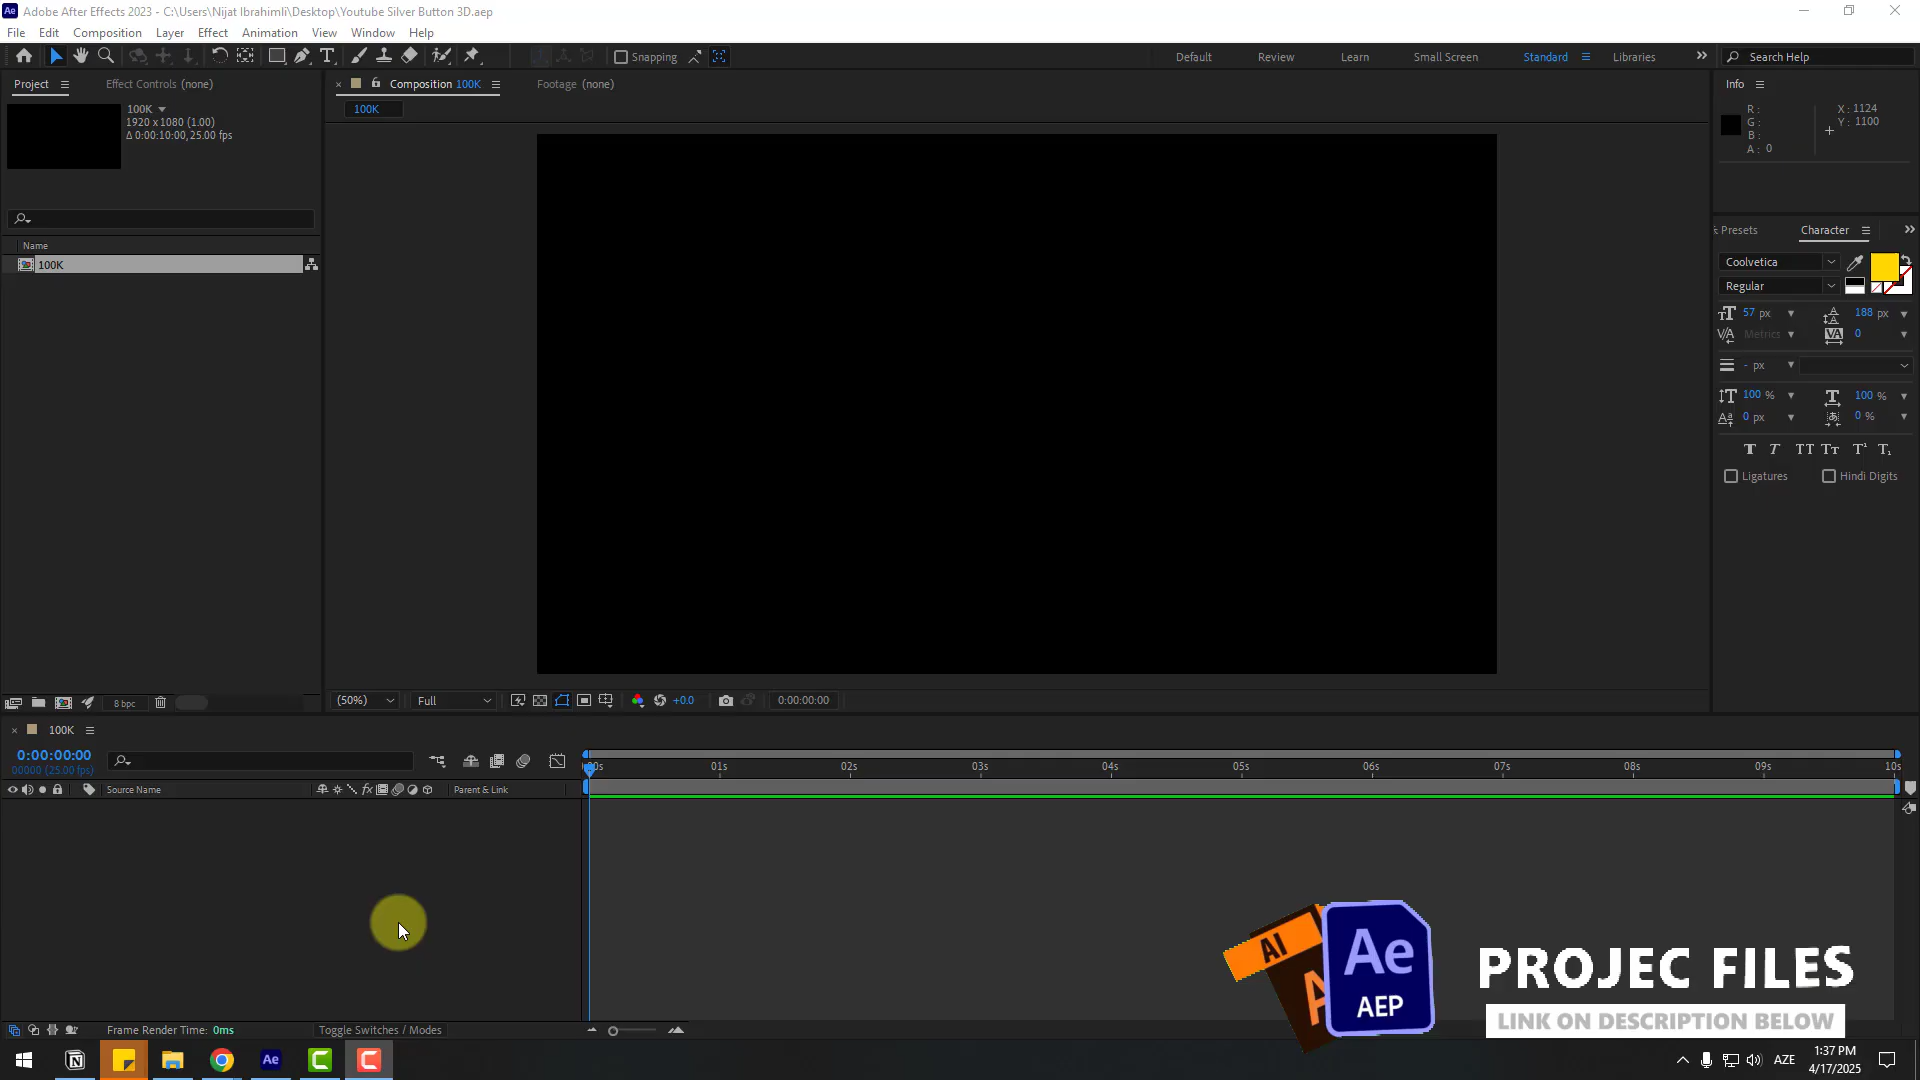 Adobe After Effects 2023 - C:\Users\Nijat Ibrahimli\Desktop\Youtube Silver Button 3D.aep
File Edit Composition Layer Effect Animation View Window Help
Snapping
Default Review Learn Small Screen Standard Libraries
Search Help
Project
Effect Controls (none)
100K
1920 x 1080 (1.00)
Δ 0:00:10:00, 25.00 fps
Name
100K
8 bpc
Composition 100K
Footage (none)
100K
(50%)
Full
+0.0
0:00:00:00
Info
R :
G :
B :
A : 0
X : 1124
Y : 1100
Presets
Character
Coolvetica
Regular
57 px
188 px
Metrics
0
- px
100 %
100 %
0 px
0 %
Ligatures
Hindi Digits
100K
0:00:00:00
00000 (25.00 fps)
Source Name
Parent & Link
01s 02s 03s 04s 05s 06s 07s 08s 09s 10s
Frame Render Time: 0ms
Toggle Switches / Modes
AI
Ae
AEP
PROJEC FILES
LINK ON DESCRIPTION BELOW
AZE
1:37 PM
4/17/2025